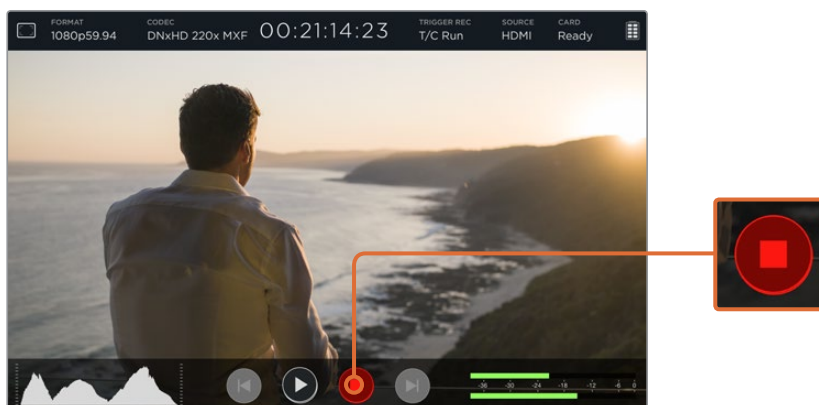 FORMAT
1080p59.94
CODEC
DNxHD 220x MXF
00:21:14:23
TRIGGER REC
T/C Run
SOURCE
HDMI
CARD
Ready
-36 -30 -24 -18 -12 -6 0